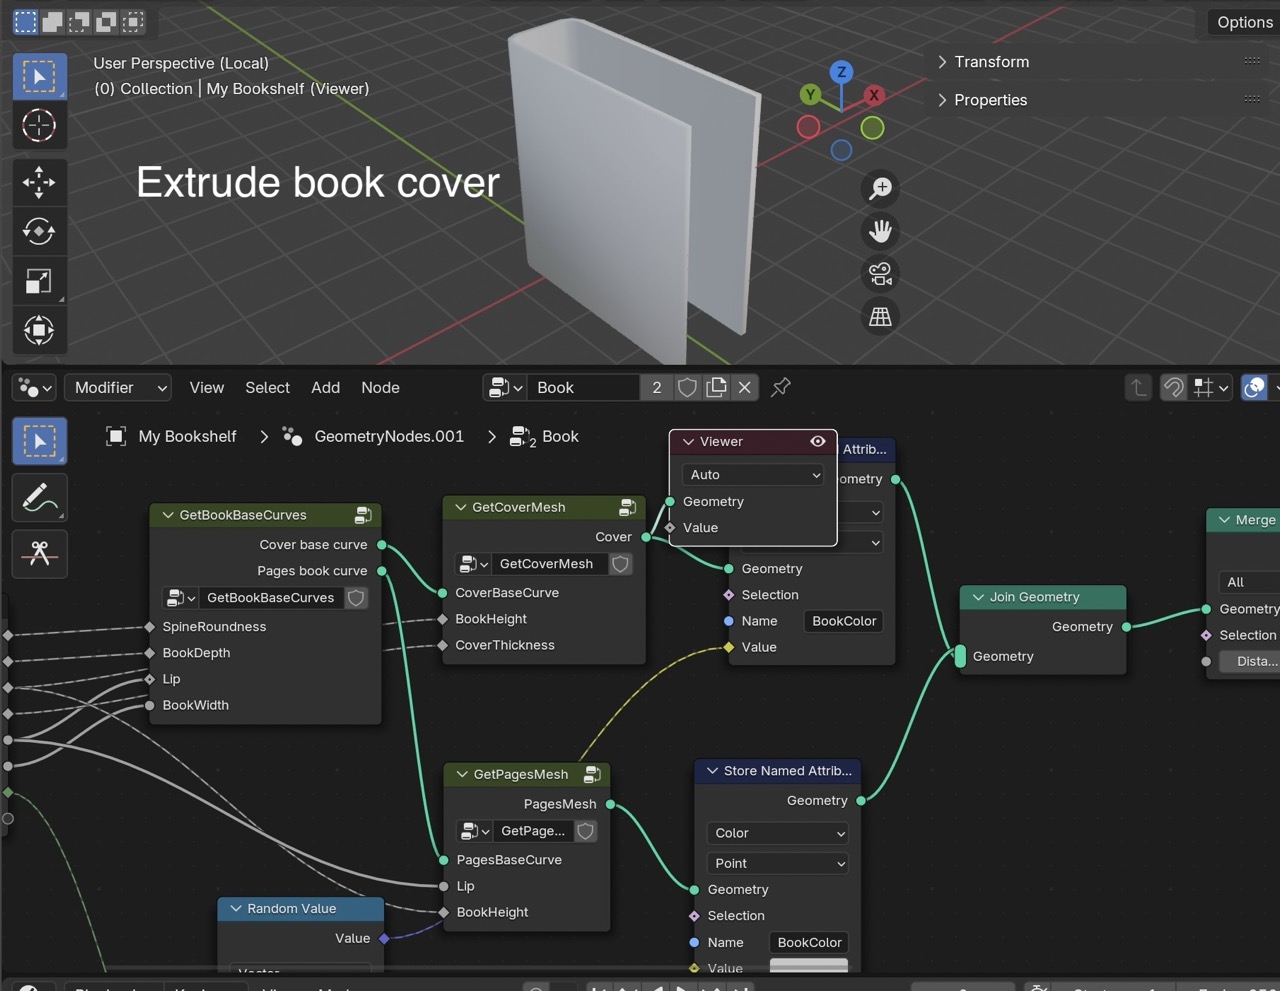 Options
User Perspective (Local)
(0) Collection | My Bookshelf (Viewer)
Transform
Properties
Z
Y
X
Extrude book cover
Modifier
View
Select
Add
Node
Book
2
My Bookshelf > GeometryNodes.001 > 2 Book
Viewer
Auto
Geometry
Value
Attrib...
GetBookBaseCurves
Cover base curve
Pages book curve
GetBookBaseCurves
SpineRoundness
BookDepth
Lip
BookWidth
GetCoverMesh
Cover
GetCoverMesh
CoverBaseCurve
BookHeight
CoverThickness
Geometry
Selection
Name BookColor
Value
Join Geometry
Geometry
Geometry
Merge
All
Geometry
Selection
Dista...
GetPagesMesh
PagesMesh
GetPage...
PagesBaseCurve
Lip
BookHeight
Store Named Attrib...
Geometry
Color
Point
Geometry
Selection
Name BookColor
Value
Random Value
Value
Vector